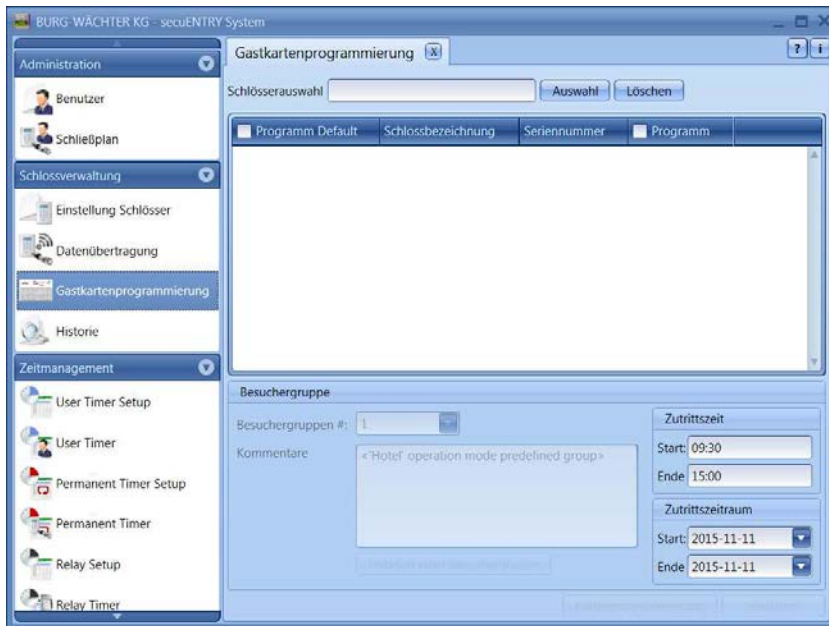 BURG-WÄCHTER KG - secuENTRY System
Administration
Benutzer
Schließplan
Schlossverwaltung
Einstellung Schlösser
Datenübertragung
Gastkartenprogrammierung
Historie
Zeitmanagement
User Timer Setup
User Timer
Permanent Timer Setup
Permanent Timer
Relay Setup
Relay Timer
Gastkartenprogrammierung X
? i
Schlösserauswahl Auswahl Löschen
Programm Default Schlossbezeichnung Seriennummer Programm
Besuchergruppe
Besuchergruppen #: 1
Kommentare
<'Hotel' operation mode predefined group>
Zutrittszeit
Start: 09:30
Ende 15:00
Zutrittszeitraum
Start: 2015-11-11
Ende 2015-11-11